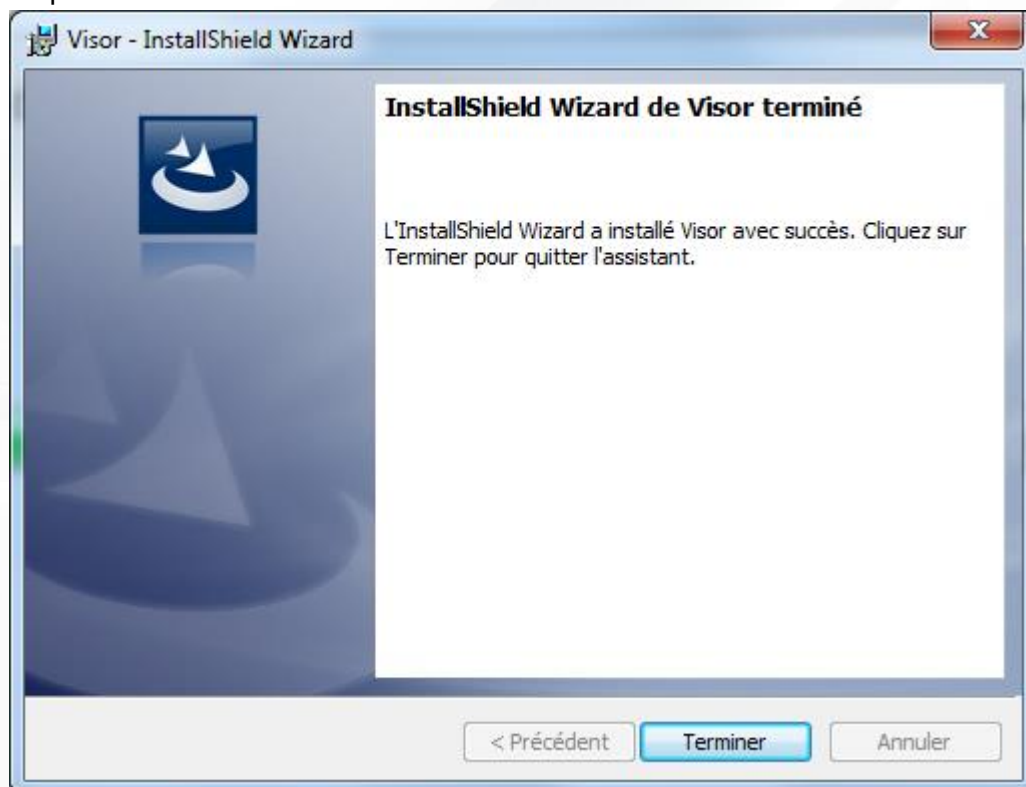 Visor - InstallShield Wizard
InstallShield Wizard de Visor terminé
L'InstallShield Wizard a installé Visor avec succès. Cliquez sur
Terminer pour quitter l'assistant.
< Précédent
Terminer
Annuler